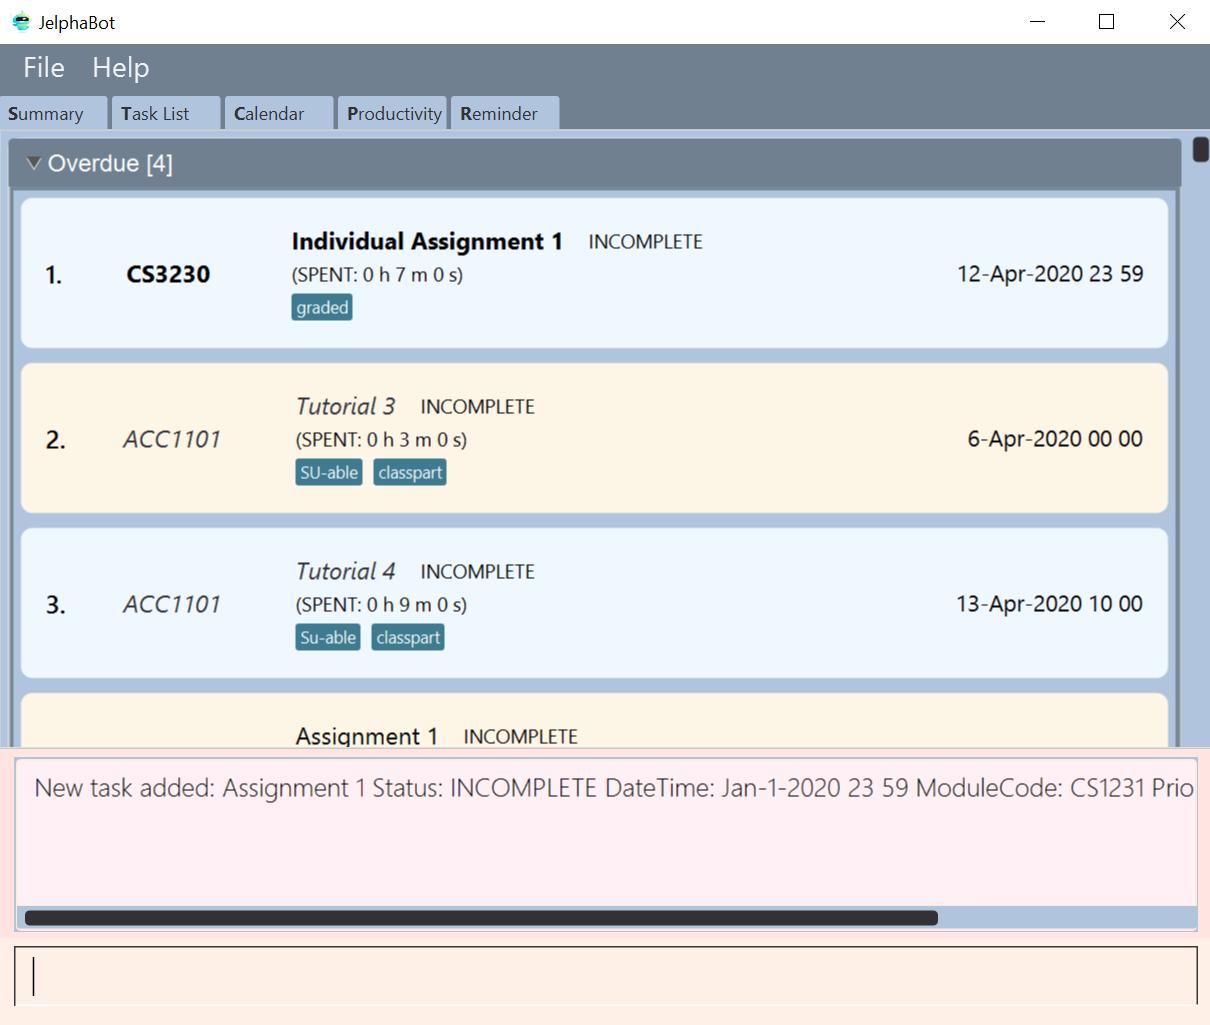 JelphaBot
File Help
Summary Task List Calendar Productivity Reminder
Overdue [4]
Individual Assignment 1 INCOMPLETE
1. CS3230 (SPENT: 0 h 7 m 0 s) 12-Apr-2020 23 59
graded
Tutorial 3 INCOMPLETE
2. ACC1101 (SPENT: 0 h 3 m 0 s) 6-Apr-2020 00 00
SU-able classpart
Tutorial 4 INCOMPLETE
3. ACC1101 (SPENT: 0 h 9 m 0 s) 13-Apr-2020 10 00
Su-able classpart
Assignment 1 INCOMPLETE
New task added: Assignment 1 Status: INCOMPLETE DateTime: Jan-1-2020 23 59 ModuleCode: CS1231 Prio